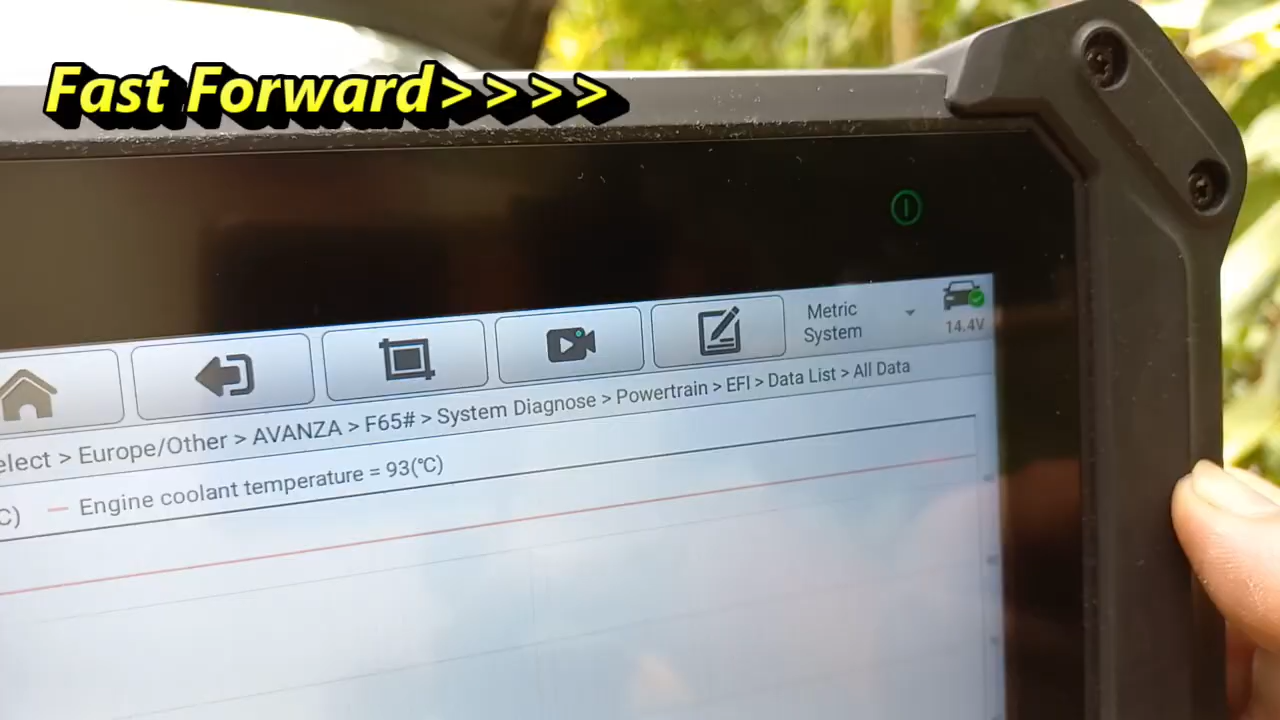 Fast Forward>>>>
Metric
System
14.4V
elect > Europe/Other > AVANZA > F65# > System Diagnose > Powertrain > EFI > Data List > All Data
C) Engine coolant temperature = 93(℃)